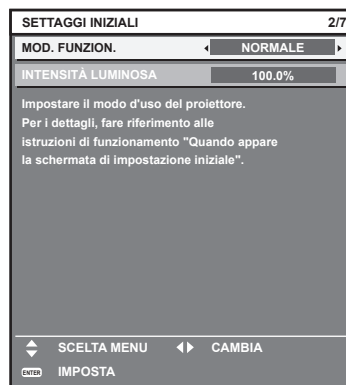 SETTAGGI INIZIALI 2/7
MOD. FUNZION. NORMALE
INTENSITÀ LUMINOSA 100.0%
Impostare il modo d'uso del proiettore.
Per i dettagli, fare riferimento alle
istruzioni di funzionamento "Quando appare
la schermata di impostazione iniziale".
SCELTA MENU CAMBIA
ENTER IMPOSTA